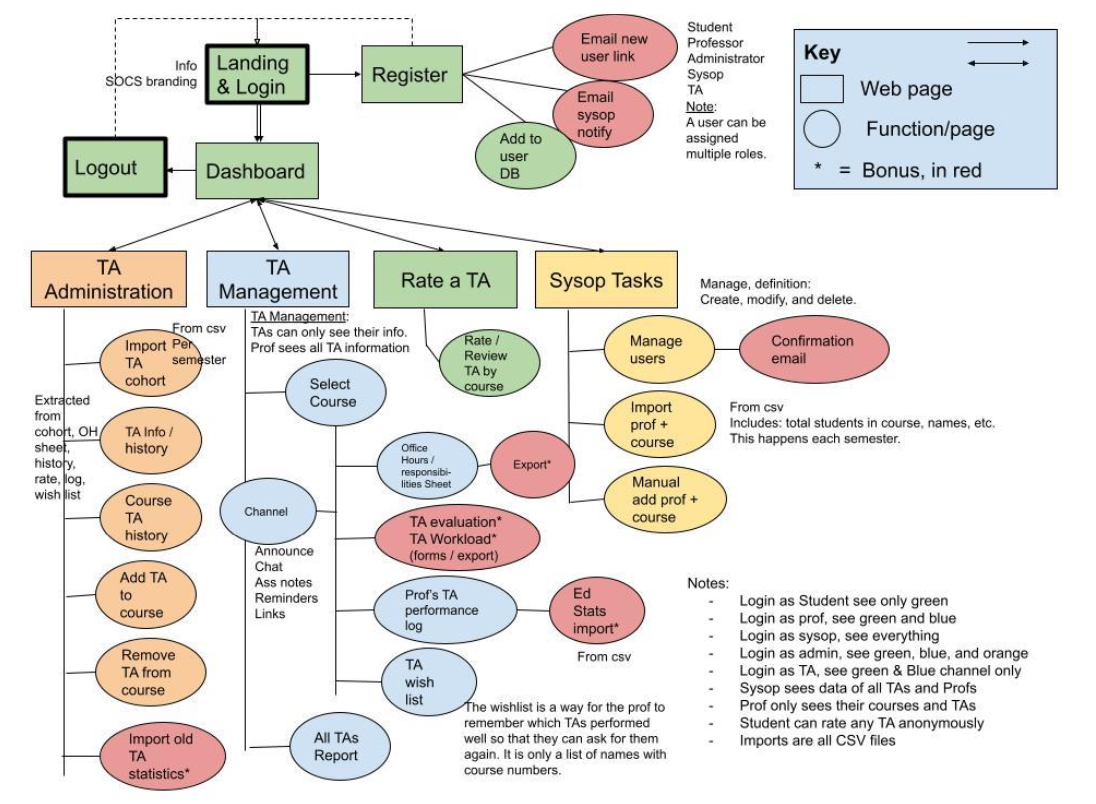 Info
SOCS branding
Landing
& Login
Register
Email new
user link
Email
sysop
notify
Add to
user
DB
Student
Professor
Administrator
Sysop
TA
Note:
A user can be
assigned
multiple roles.
Key
Web page
Function/page
* = Bonus, in red
Logout
Dashboard
TA
Administration
TA
Management
Rate a TA
Sysop Tasks
Manage, definition:
Create, modify, and delete.
From csv
Per
semester
Import
TA
cohort
Extracted
from
cohort, OH
sheet,
history,
rate, log,
wish list
TA Info /
history
Course
TA
history
Add TA
to
course
Remove
TA from
course
Import old
TA
statistics*
TA Management:
TAs can only see their info.
Prof sees all TA information
Select
Course
Office
Hours /
responsibi-
lities Sheet
Export*
Channel
Announce
Chat
Ass notes
Reminders
Links
TA evaluation*
TA Workload*
(forms / export)
Prof's TA
performance
log
Ed
Stats
import*
From csv
TA
wish
list
The wishlist is a way for the prof to
remember which TAs performed
well so that they can ask for them
again. It is only a list of names with
course numbers.
All TAs
Report
Rate /
Review
TA by
course
Manage
users
Confirmation
email
Import
prof +
course
From csv
Includes: total students in course, names, etc.
This happens each semester.
Manual
add prof +
course
Notes:
- Login as Student see only green
- Login as prof, see green and blue
- Login as sysop, see everything
- Login as admin, see green, blue, and orange
- Login as TA, see green & Blue channel only
- Sysop sees data of all TAs and Profs
- Prof only sees their courses and TAs
- Student can rate any TA anonymously
- Imports are all CSV files